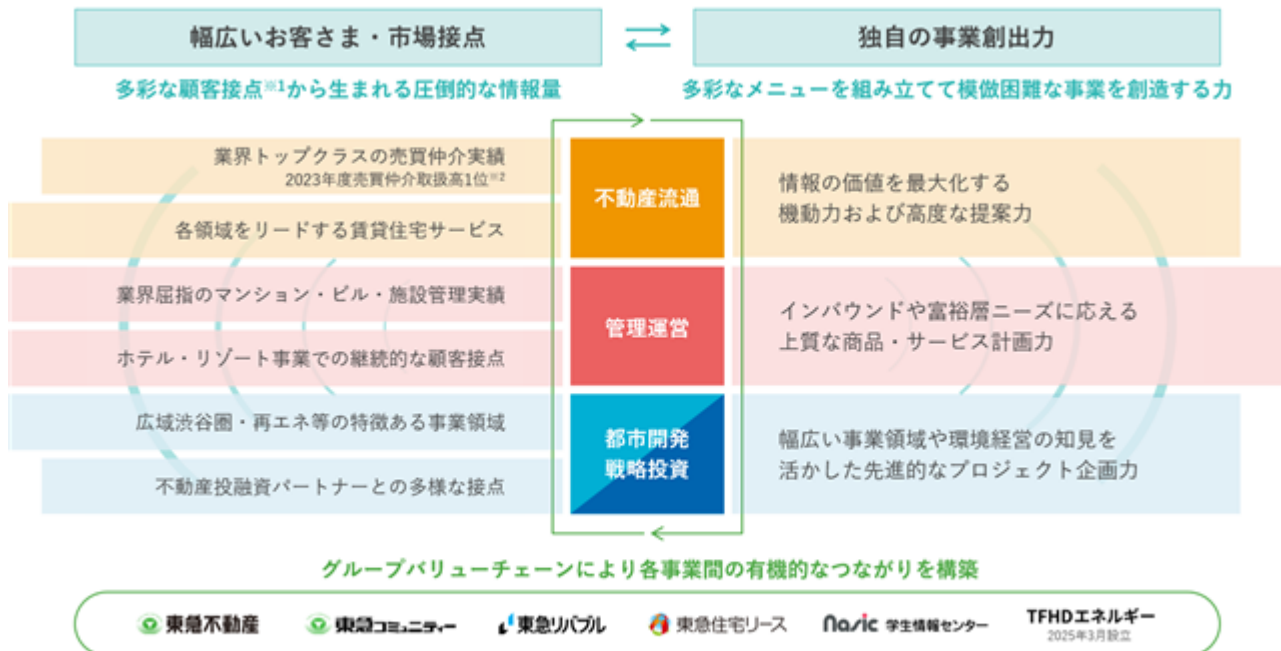 幅広いお客さま・市場接点
独自の事業創出力
多彩な顧客接点※1から生まれる圧倒的な情報量
多彩なメニューを組み立てて模倣困難な事業を創造する力
業界トップクラスの売買仲介実績
2023年度売買仲介取扱高1位※2
各領域をリードする賃貸住宅サービス
不動産流通
情報の価値を最大化する
機動力および高度な提案力
業界屈指のマンション・ビル・施設管理実績
ホテル・リゾート事業での継続的な顧客接点
管理運営
インバウンドや富裕層ニーズに応える
上質な商品・サービス計画力
広域渋谷圏・再エネ等の特徴ある事業領域
不動産投融資パートナーとの多様な接点
都市開発
戦略投資
幅広い事業領域や環境経営の知見を
活かした先進的なプロジェクト企画力
グループバリューチェーンにより各事業間の有機的なつながりを構築
東急不動産
東急コミュニティー
東急リバブル
東急住宅リース
nasic 学生情報センター
TFHDエネルギー
2025年3月設立